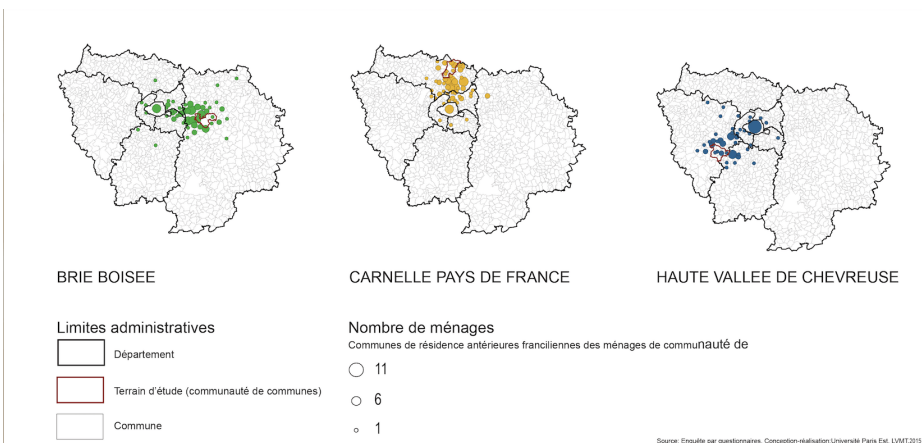 BRIE BOISEE
CARNELLE PAYS DE FRANCE
HAUTE VALLEE DE CHEVREUSE
Limites administratives
Département
Terrain d'étude (communauté de communes)
Commune
Nombre de ménages
Communes de résidence antérieures franciliennes des ménages de communauté de
11
6
1
Source: Enquête par questionnaires. Conception-réalisation:Université Paris Est, LVMT,2015